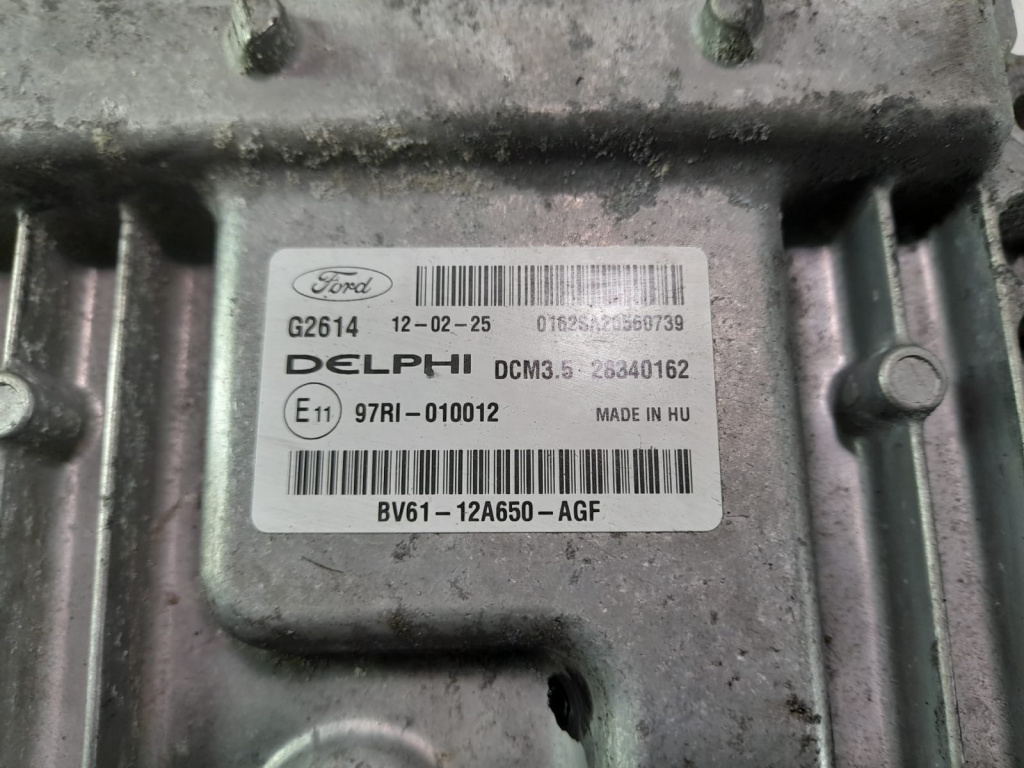 Ford
G2614 12-02-25 0162SA20560739
DELPHI DCM3.5 28340162
E11 97RI-010012 MADE IN HU
BV61-12A650-AGF